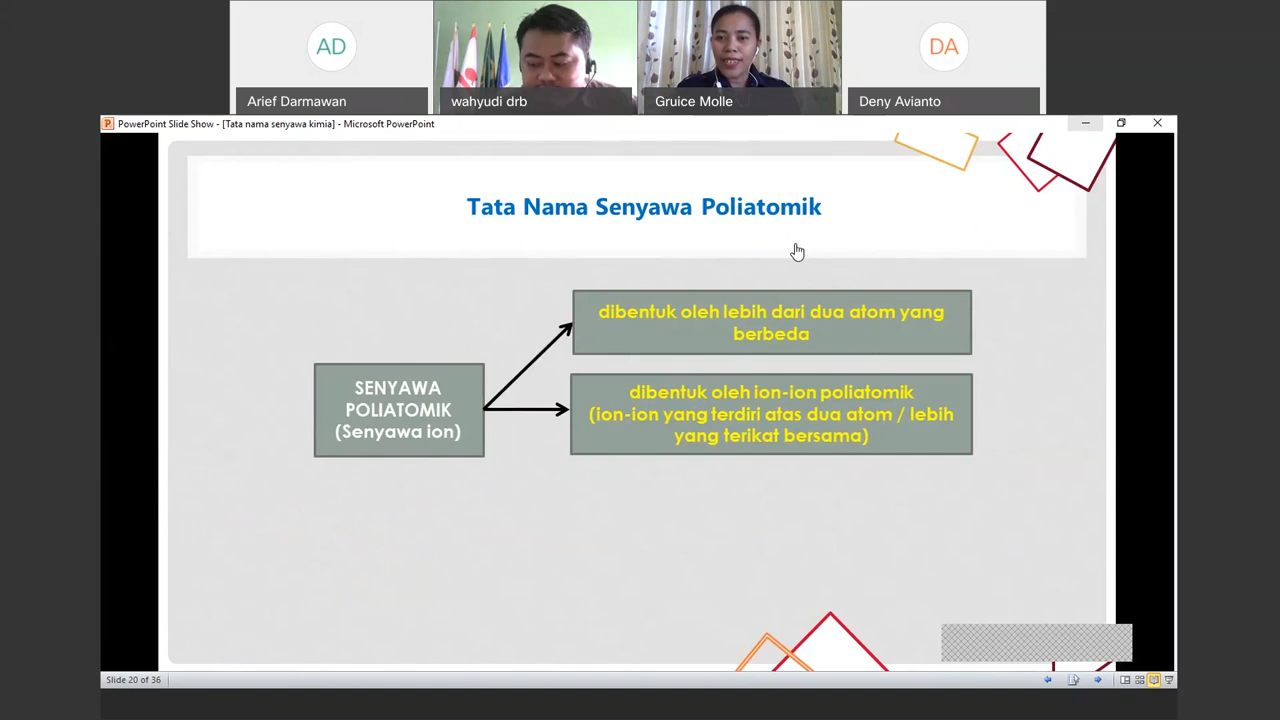 AD
DA
Arief Darmawan
wahyudi drb
Gruice Molle
Deny Avianto
PowerPoint Slide Show - [Tata nama senyawa kimia] - Microsoft PowerPoint
Tata Nama Senyawa Poliatomik
dibentuk oleh lebih dari dua atom yang
berbeda
SENYAWA
POLIATOMIK
(Senyawa ion)
dibentuk oleh ion-ion poliatomik
(ion-ion yang terdiri atas dua atom / lebih
yang terikat bersama)
Slide 20 of 36